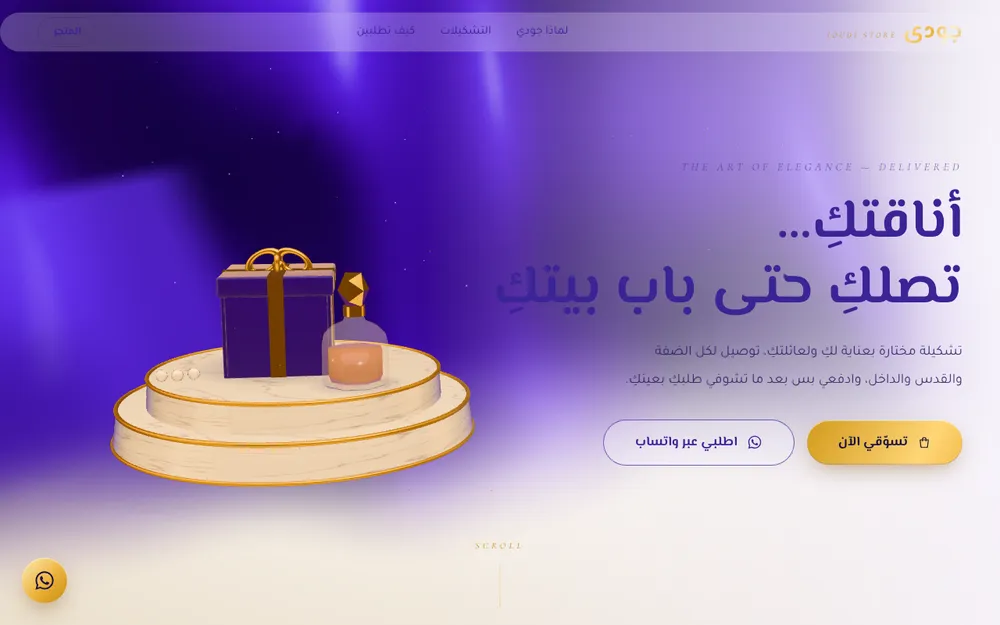 جودي JOUDI STORE
لماذا جودي
التشكيلات
كيف تطلبين
المتجر
THE ART OF ELEGANCE — DELIVERED
أناقتكِ...
تصلكِ حتى باب بيتكِ
تشكيلة مختارة بعناية لكِ ولعائلتكِ، توصيل لكل الضفة
والقدس والداخل، وادفعي بس بعد ما تشوفي طلبكِ بعينكِ.
تسوّقي الآن
اطلبي عبر واتساب
SCROLL